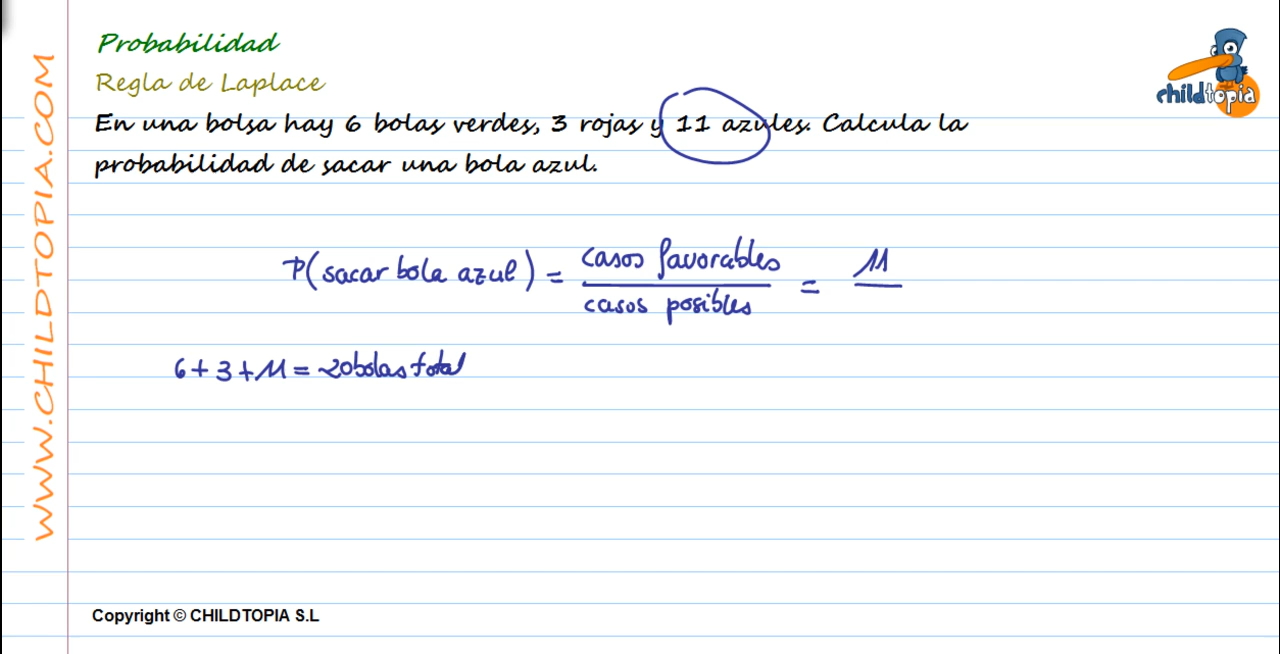 Probabilidad
Regla de Laplace
childtopia
En una bolsa hay 6 bolas verdes, 3 rojas y 11 azules. Calcula la
probabilidad de sacar una bola azul.
P(sacar bola azul) = casos favorables / casos posibles = 11
6+3+11 = 20 bolas total
WWW.CHILDTOPIA.COM
Copyright © CHILDTOPIA S.L